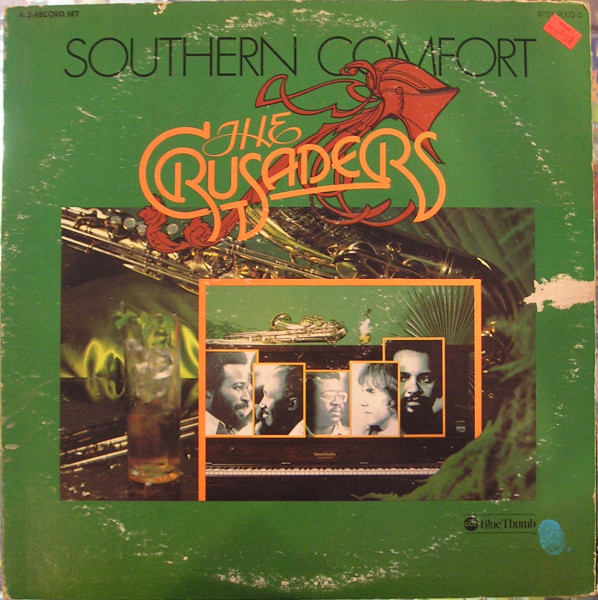 A 2-RECORD SET
SOUTHERN COMFORT
THE
CRUSADERS
Blue Thumb